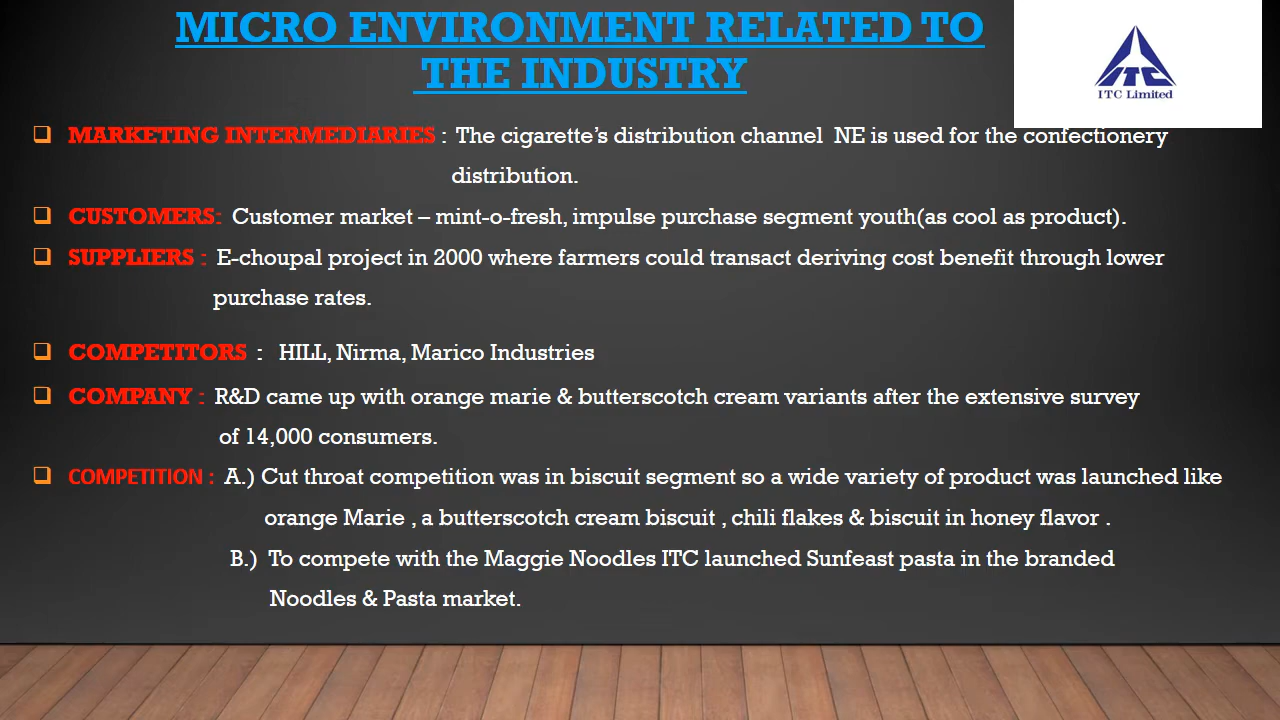 MICRO ENVIRONMENT RELATED TO
THE INDUSTRY
ITC
ITC Limited
MARKETING INTERMEDIARIES : The cigarette’s distribution channel NE is used for the confectionery
distribution.
CUSTOMERS: Customer market – mint-o-fresh, impulse purchase segment youth(as cool as product).
SUPPLIERS : E-choupal project in 2000 where farmers could transact deriving cost benefit through lower
purchase rates.
COMPETITORS : HILL, Nirma, Marico Industries
COMPANY : R&D came up with orange marie & butterscotch cream variants after the extensive survey
of 14,000 consumers.
COMPETITION : A.) Cut throat competition was in biscuit segment so a wide variety of product was launched like
orange Marie , a butterscotch cream biscuit , chili flakes & biscuit in honey flavor .
B.) To compete with the Maggie Noodles ITC launched Sunfeast pasta in the branded
Noodles & Pasta market.